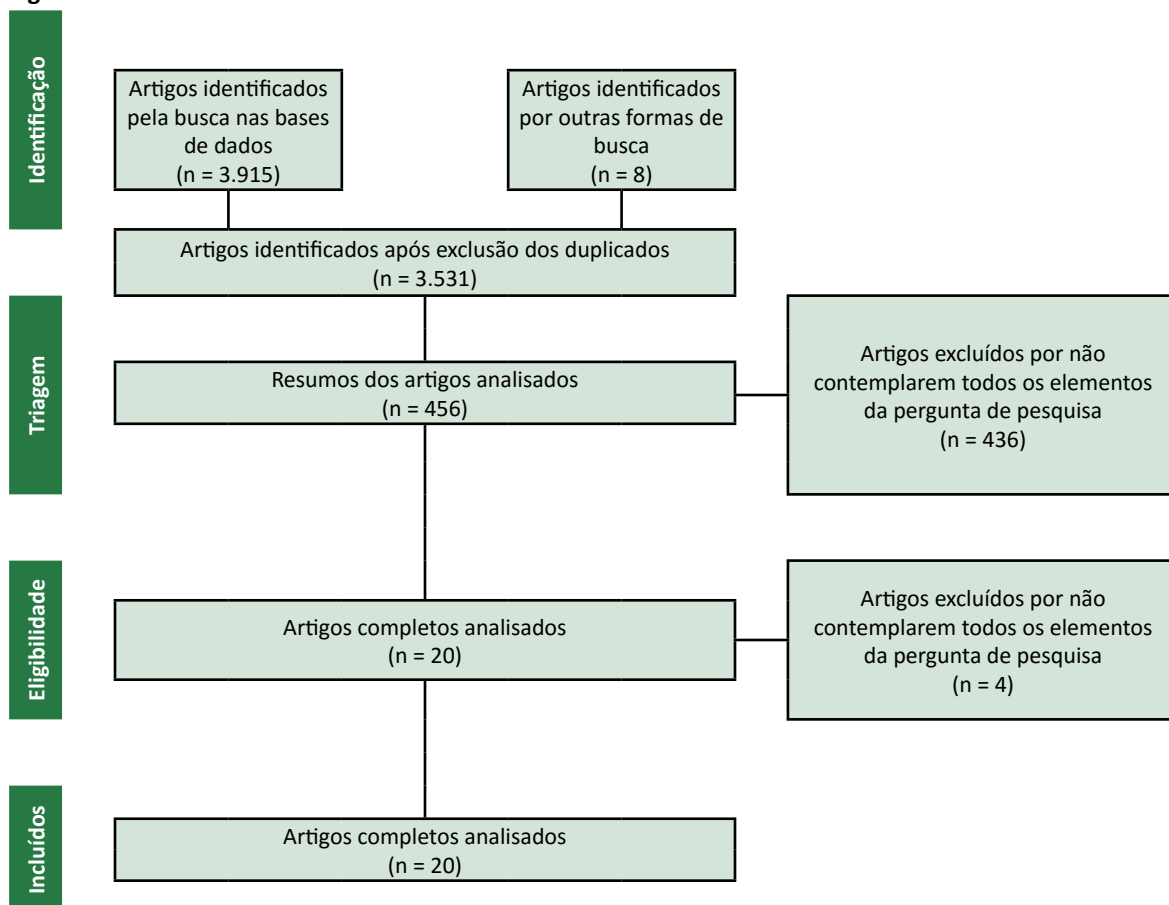 Identificação
Artigos identificados
pela busca nas bases
de dados
(n = 3.915)
Artigos identificados
por outras formas de
busca
(n = 8)
Artigos identificados após exclusão dos duplicados
(n = 3.531)
Triagem
Resumos dos artigos analisados
(n = 456)
Artigos excluídos por não
contemplarem todos os elementos
da pergunta de pesquisa
(n = 436)
Eligibilidade
Artigos completos analisados
(n = 20)
Artigos excluídos por não
contemplarem todos os elementos
da pergunta de pesquisa
(n = 4)
Incluídos
Artigos completos analisados
(n = 20)